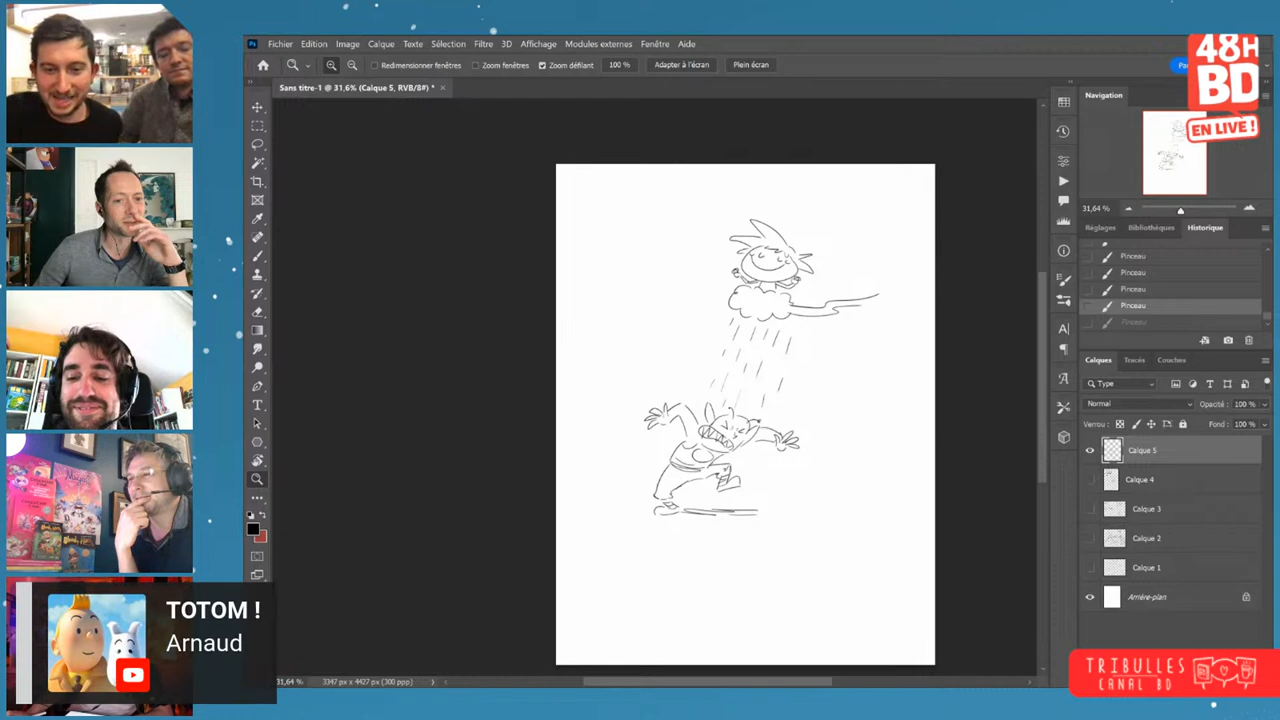 Fichier Edition Image Calque Texte Sélection Filtre 3D Affichage Modules externes Fenêtre Aide
Redimensionner fenêtres Zoom fenêtres Zoom défilant 100 % Adapter à l'écran Plein écran
Sans titre-1 @ 31,6% (Calque 5, RVB/8#) *
48H
BD
EN LIVE !
Navigation
31,64 %
Réglages Bibliothèques Historique
Pinceau
Pinceau
Pinceau
Pinceau
Pinceau
Calques Tracés Couches
Type
Normal Opacité : 100 %
Verrou : Fond : 100 %
Calque 5
Calque 4
Calque 3
Calque 2
Calque 1
Arrière-plan
31,64 % 3347 px x 4427 px (300 ppp)
TOTOM !
Arnaud
TRIBULLES
CANAL BD